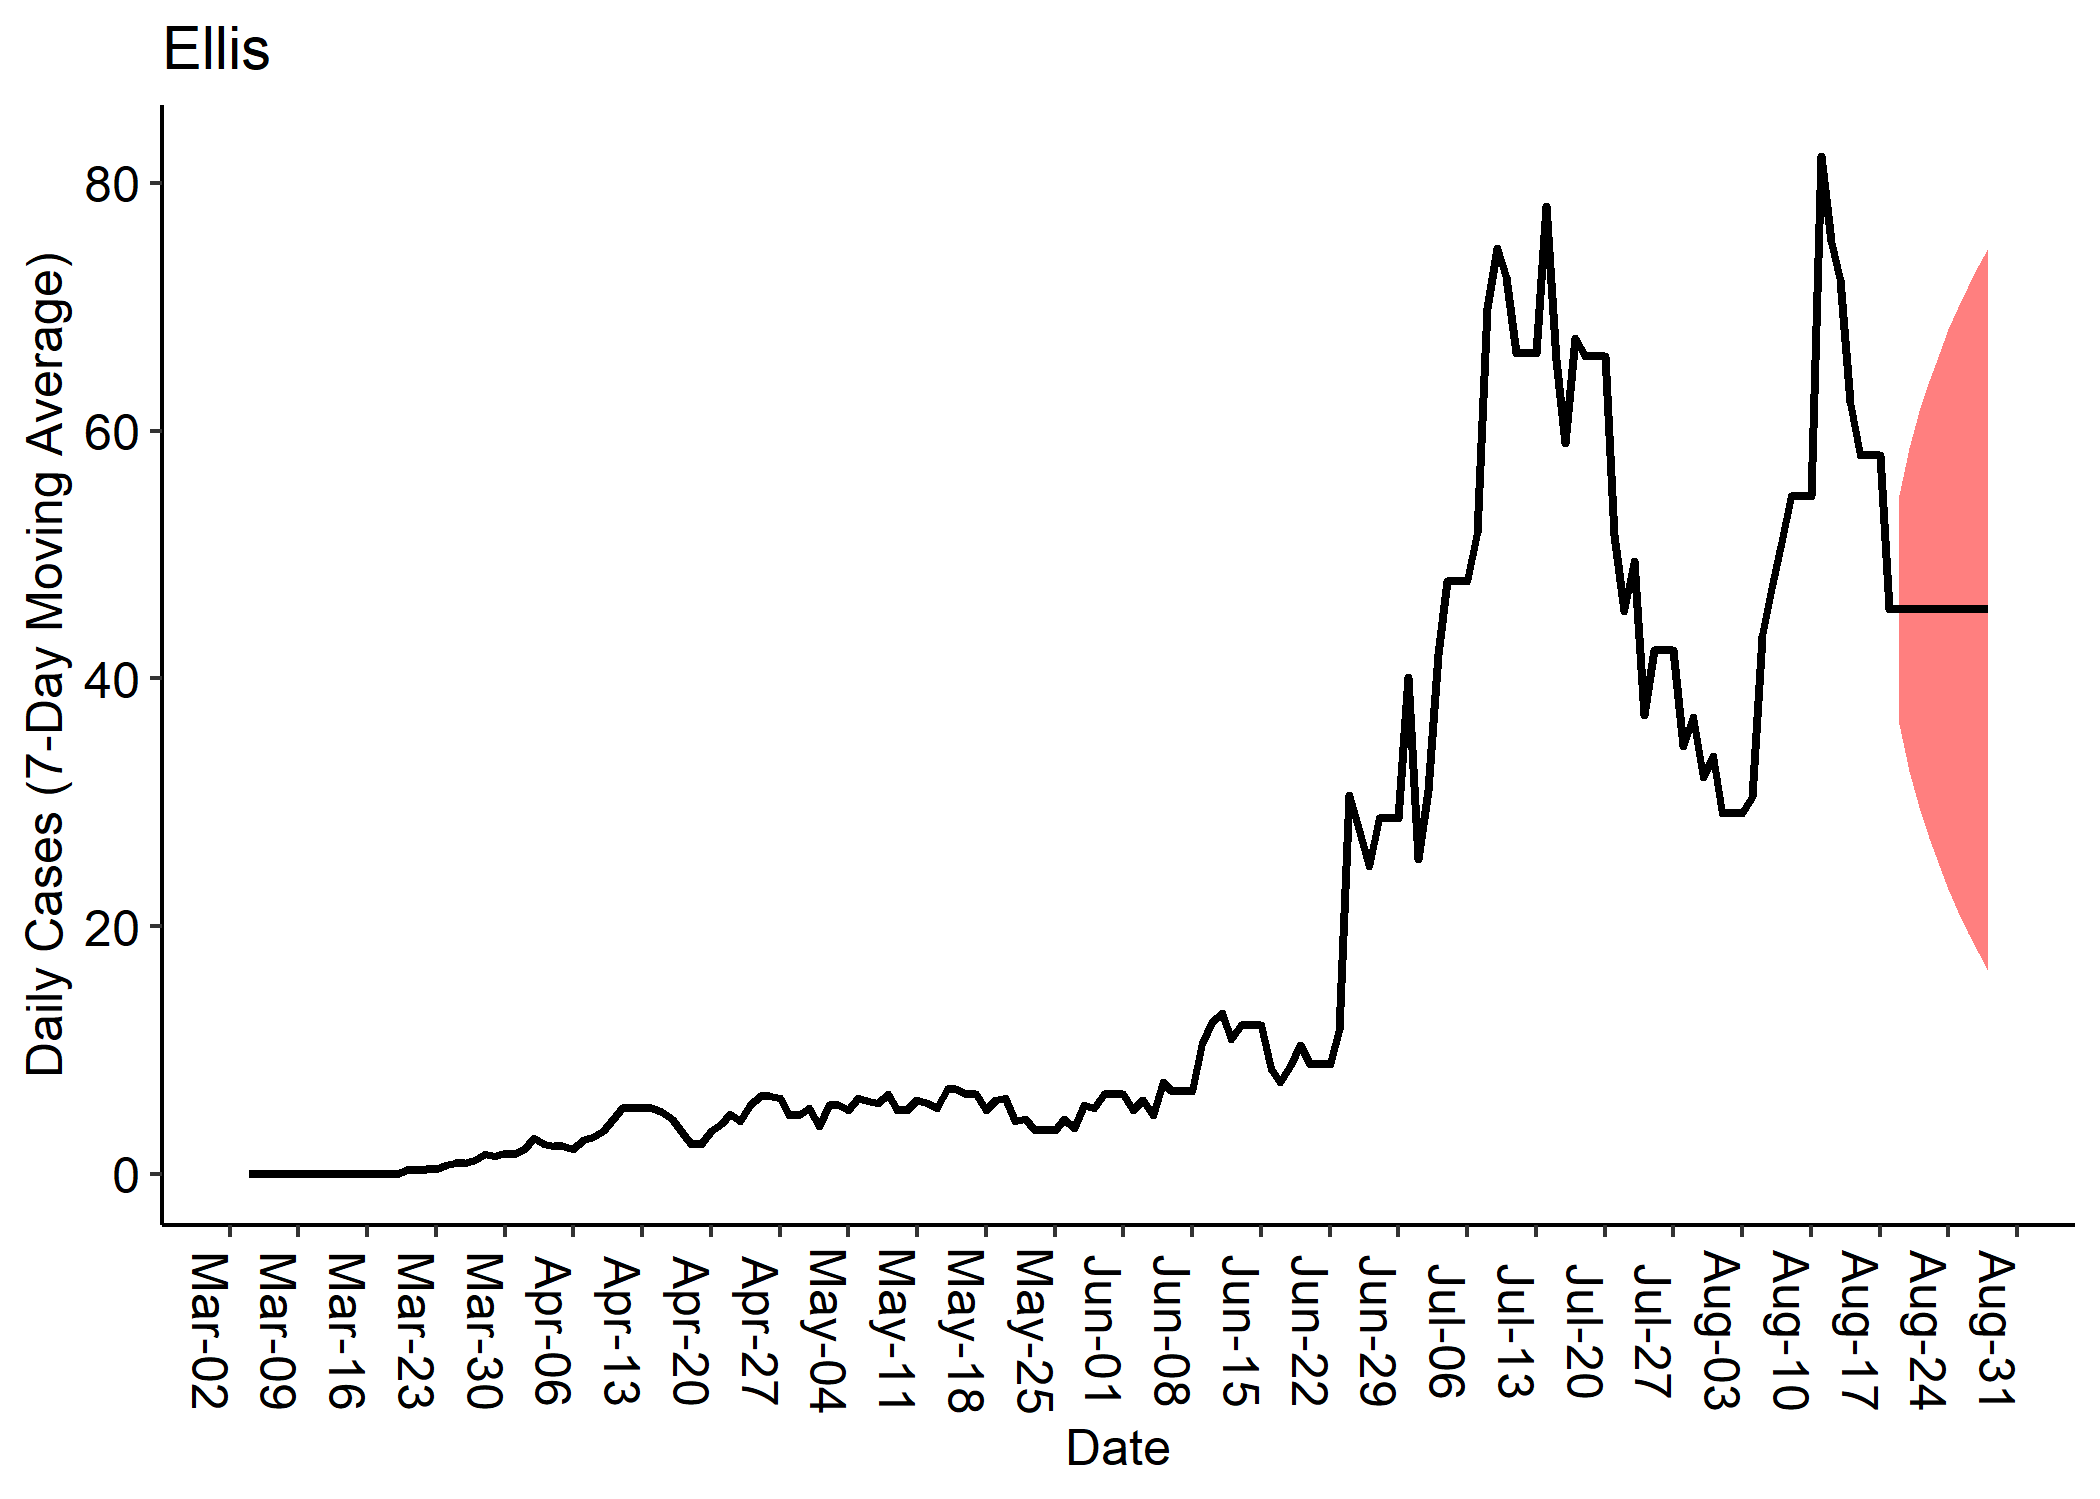 Ellis
Daily Cases (7-Day Moving Average)
80
60
40
20
0
Mar-02
Mar-09
Mar-16
Mar-23
Mar-30
Apr-06
Apr-13
Apr-20
Apr-27
May-04
May-11
May-18
May-25
Jun-01
Jun-08
Jun-15
Jun-22
Jun-29
Jul-06
Jul-13
Jul-20
Jul-27
Aug-03
Aug-10
Aug-17
Aug-24
Aug-31
Date